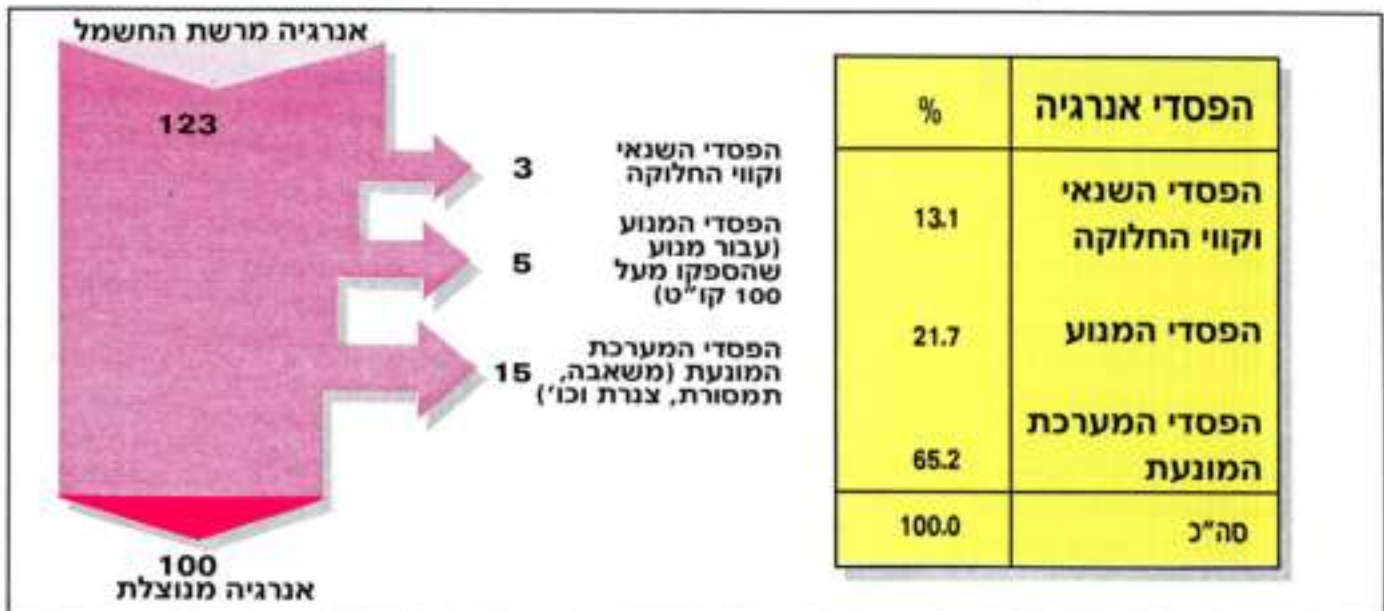 אנרגיה מרשת החשמל
123
3
הפסדי השנאי
וקווי החלוקה
5
הפסדי המנוע
(עבור מנוע
שהספקו מעל
100 קו"ט)
15
הפסדי המערכת
המונעת (משאבה,
תמסורת, צנרת וכו')
100
אנרגיה מנוצלת
הפסדי אנרגיה %
הפסדי השנאי
וקווי החלוקה 13.1
הפסדי המנוע 21.7
הפסדי המערכת
המונעת 65.2
סה"כ 100.0